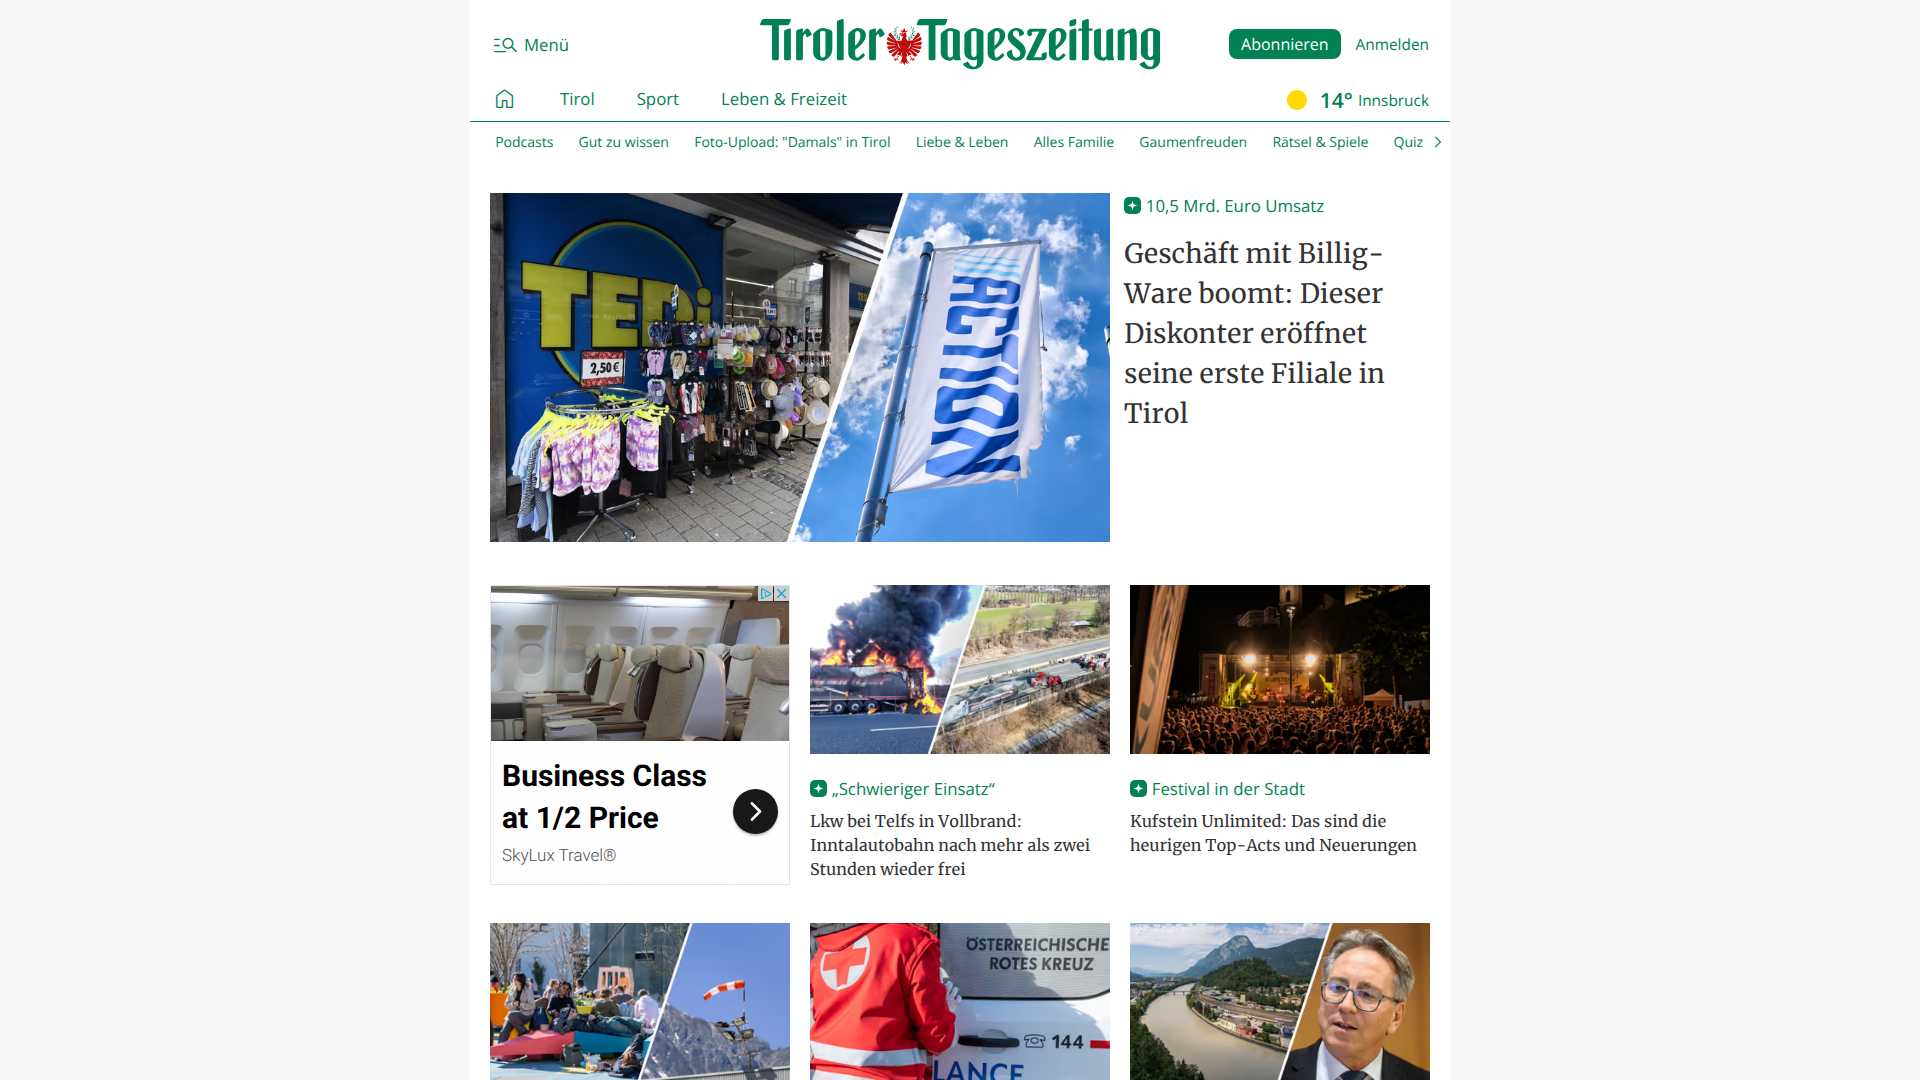 Menü
Tiroler Tageszeitung
Abonnieren
Anmelden
Tirol
Sport
Leben & Freizeit
14° Innsbruck
Podcasts
Gut zu wissen
Foto-Upload: "Damals" in Tirol
Liebe & Leben
Alles Familie
Gaumenfreuden
Rätsel & Spiele
Quiz
TEDi
2,50 €
ACTION
10,5 Mrd. Euro Umsatz
Geschäft mit Billig-
Ware boomt: Dieser
Diskonter eröffnet
seine erste Filiale in
Tirol
Business Class
at 1/2 Price
SkyLux Travel®
„Schwieriger Einsatz“
Lkw bei Telfs in Vollbrand:
Inntalautobahn nach mehr als zwei
Stunden wieder frei
Festival in der Stadt
Kufstein Unlimited: Das sind die
heurigen Top-Acts und Neuerungen
ÖSTERREICHISCHE
ROTES KREUZ
144
LANCE